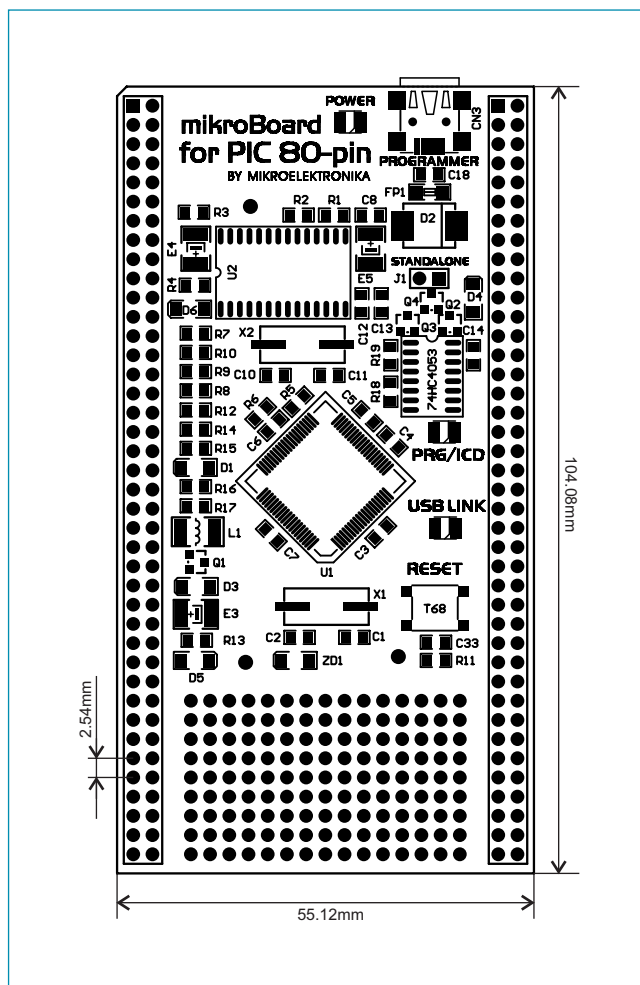 POWER
mikroBoard
for PIC 80-pin
BY MIKROELEKTRONIKA
CN3
PROGRAMMER
C18
FP1
R3
R2
R1
C8
D2
E4
U2
E5
STANDALONE
J1
R4
D6
D4
Q4
Q2
C12
C13
Q3
C14
R7
X2
R10
R19
R9
C10
C11
R8
R18
74HC4053
R12
R6
R5
C5
R14
C6
C4
R15
PRG/ICD
D1
R16
R17
USB LINK
L1
C7
C3
Q1
U1
RESET
D3
X1
E3
T68
R13
C2
C1
C33
D5
ZD1
R11
2.54mm
104.08mm
55.12mm